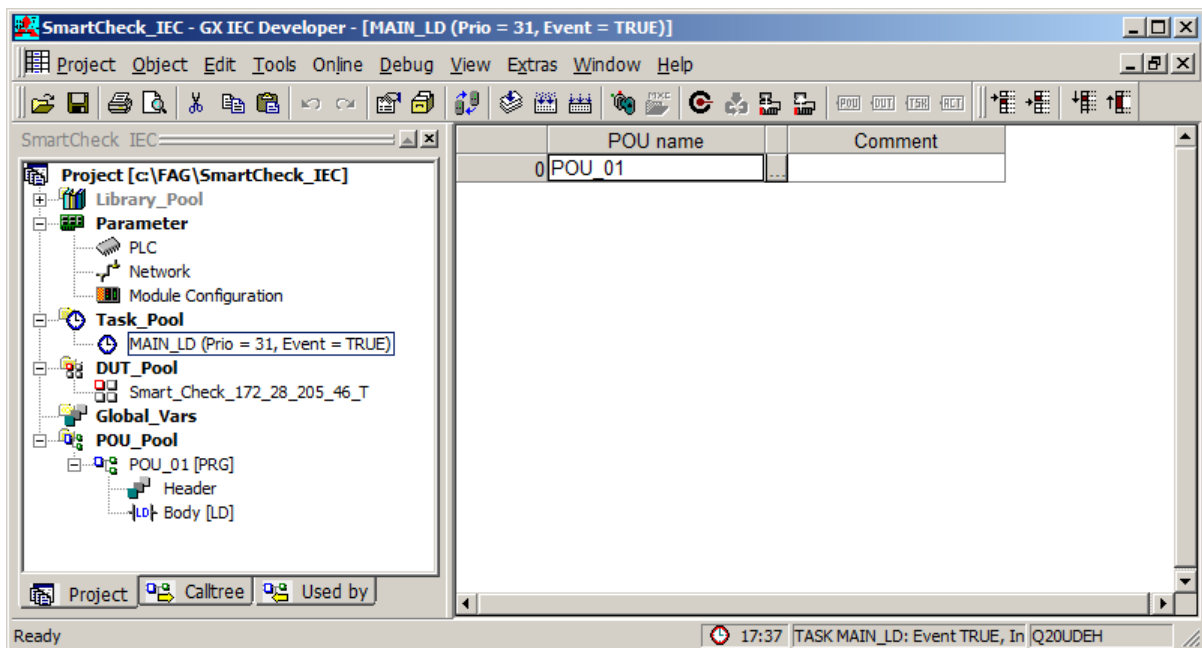 SmartCheck_IEC - GX IEC Developer - [MAIN_LD (Prio = 31, Event = TRUE)]
Project Object Edit Tools Online Debug View Extras Window Help
MXC
POU DUT TSK ACT
SmartCheck IEC
POU name Comment
0 POU_01 ...
Project [c:\FAG\SmartCheck_IEC]
Library_Pool
Parameter
PLC
Network
Module Configuration
Task_Pool
MAIN_LD (Prio = 31, Event = TRUE)
DUT_Pool
Smart_Check_172_28_205_46_T
Global_Vars
POU_Pool
POU_01 [PRG]
Header
LD Body [LD]
Project Calltree Used by
Ready 17:37 TASK MAIN_LD: Event TRUE, In Q20UDEH